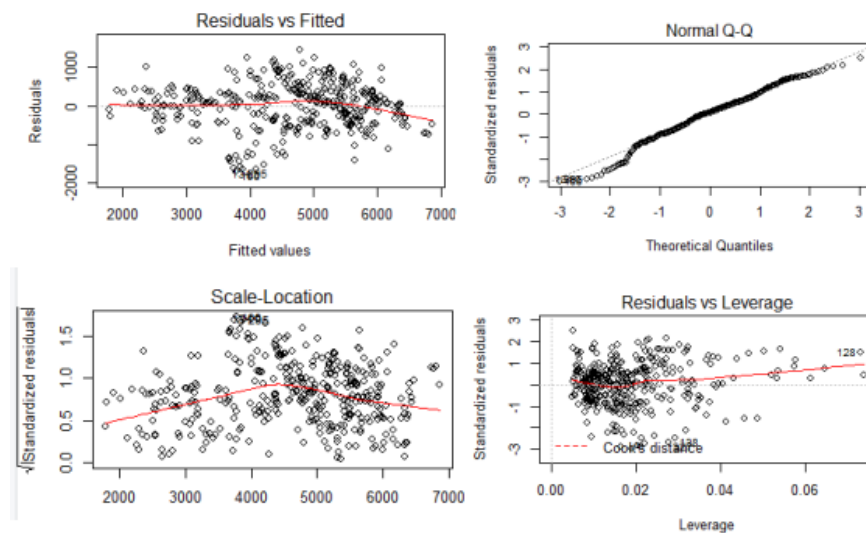 Residuals vs Fitted
Residuals
1000
0
-2000
2000 3000 4000 5000 6000 7000
Fitted values
Normal Q-Q
Standardized residuals
3
2
1
0
-1
-3
-3 -2 -1 0 1 2 3
Theoretical Quantiles
Scale-Location
√|Standardized residuals
1.5
1.0
0.5
0.0
2000 3000 4000 5000 6000 7000
Residuals vs Leverage
Standardized residuals
3
2
1
0
-1
-3
128
138
Cook's distance
0.00 0.02 0.04 0.06
Leverage